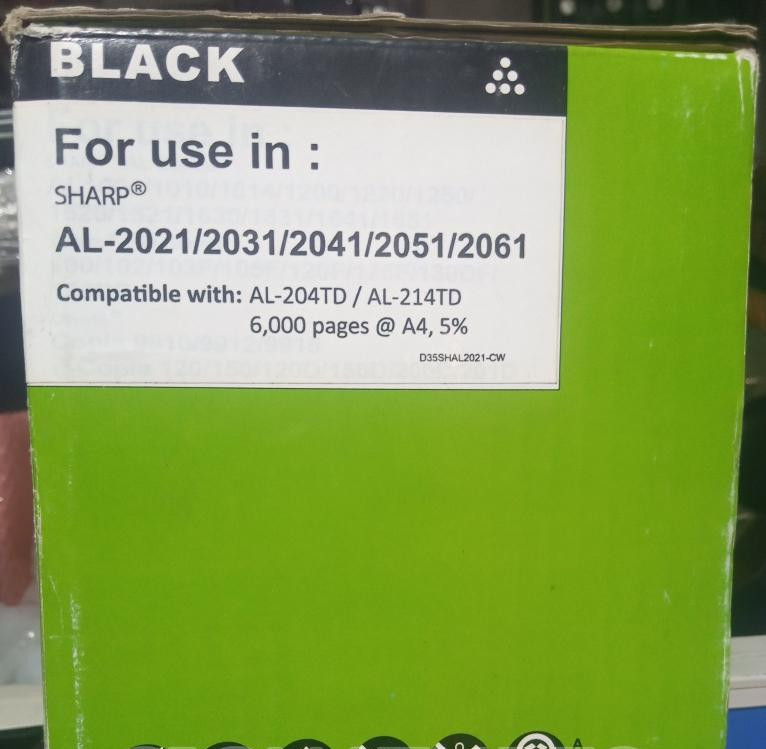 BLACK
For use in :
SHARP®
AL-2021/2031/2041/2051/2061
Compatible with: AL-204TD / AL-214TD
6,000 pages @ A4, 5%
D35SHAL2021-CW